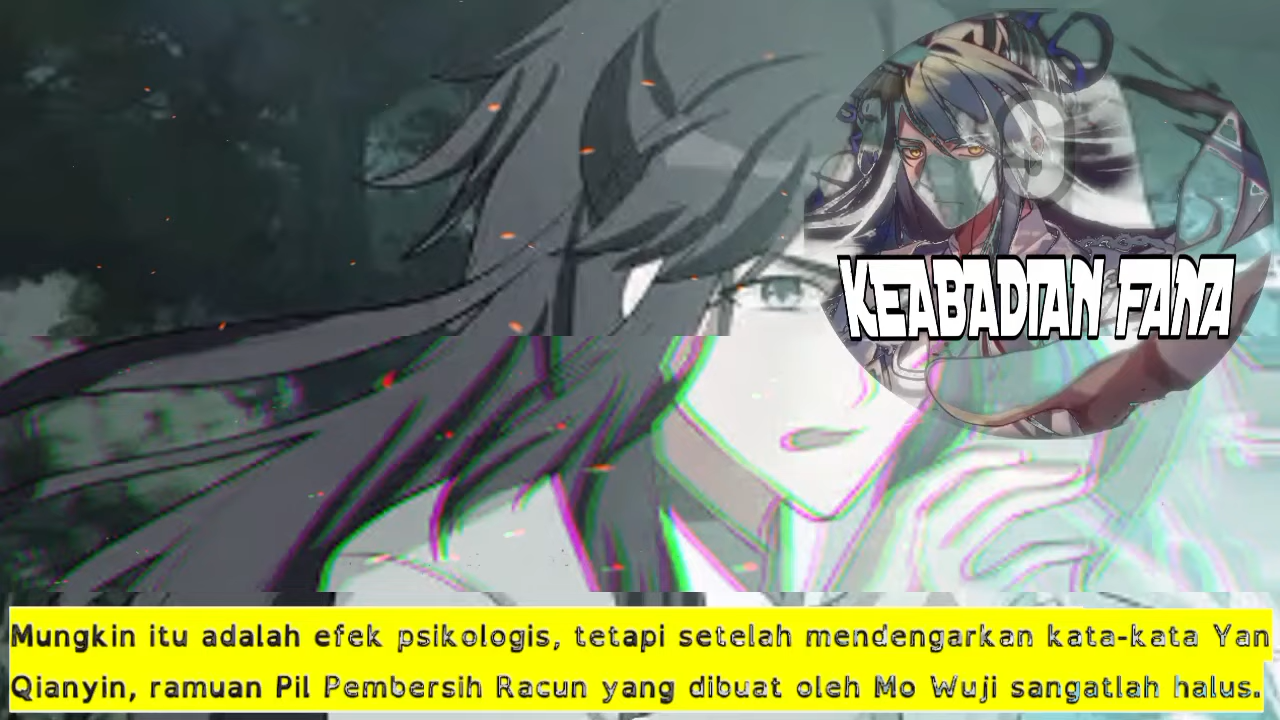 KEABADIAN FANA
Mungkin itu adalah efek psikologis, tetapi setelah mendengarkan kata-kata Yan
Qianyin, ramuan Pil Pembersih Racun yang dibuat oleh Mo Wuji sangatlah halus.